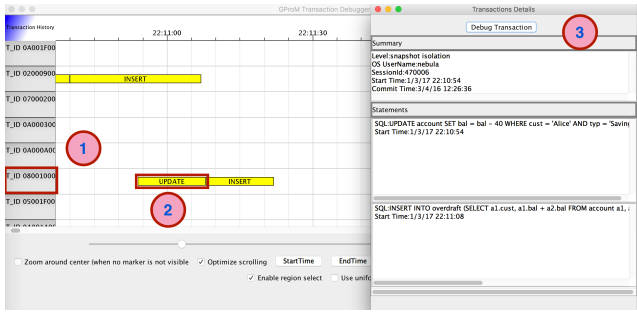 GProM Transaction Debugger
Transaction History
22:11:00
22:11:30
T_ID 0A001F00
T_ID 02000900
INSERT
T_ID 07000200
T_ID 0A000300
T_ID 0A000A00
1
T_ID 08001000
UPDATE
INSERT
2
T_ID 05001F00
Zoom around center (when no marker is not visible
Optimize scrolling
StartTime
EndTime
Enable region select
Use unifo
Transactions Details
Debug Transaction
3
Summary
Level:snapshot isolation
OS UserName:nebula
SessionId:470006
Start Time:1/3/17 22:10:54
Commit Time:3/4/16 12:26:36
Statements
SQL:UPDATE account SET bal = bal - 40 WHERE cust = 'Alice' AND typ = 'Saving
Start Time:1/3/17 22:10:54
SQL:INSERT INTO overdraft (SELECT a1.cust, a1.bal + a2.bal FROM account a1,
Start Time:1/3/17 22:11:08